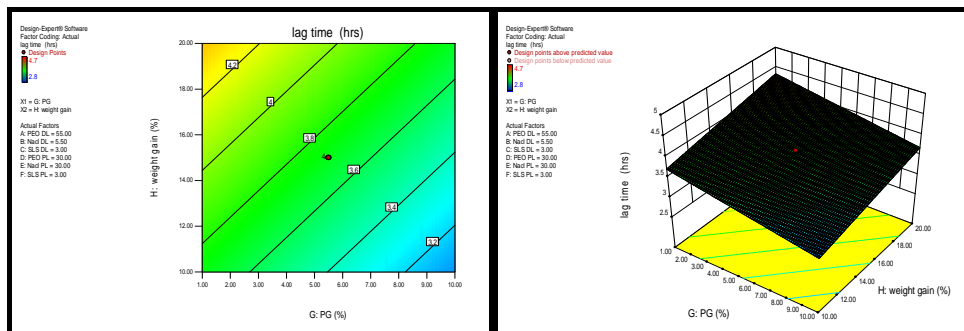 Design-Expert® Software
Factor Coding: Actual
lag time (hrs)
Design Points
4.7
2.8
X1 = G: PG
X2 = H: weight gain
Actual Factors
A: PEO DL = 55.00
B: Nacl DL = 5.50
C: SLS DL = 3.00
D: PEO PL = 30.00
E: Nacl PL = 30.00
F: SLS PL = 3.00
lag time (hrs)
H: weight gain (%)
20.00
18.00
16.00
14.00
12.00
10.00
4.2
4
3.8
3.6
3.4
3.2
1.00 2.00 3.00 4.00 5.00 6.00 7.00 8.00 9.00 10.00
G: PG (%)
Design-Expert® Software
Factor Coding: Actual
lag time (hrs)
Design points above predicted value
Design points below predicted value
4.7
2.8
X1 = G: PG
X2 = H: weight gain
Actual Factors
A: PEO DL = 55.00
B: Nacl DL = 5.50
C: SLS DL = 3.00
D: PEO PL = 30.00
E: Nacl PL = 30.00
F: SLS PL = 3.00
lag time (hrs)
5
4.5
4
3.5
3
2.5
1.00 2.00 3.00 4.00 5.00 6.00 7.00 8.00 9.00 10.00
G: PG (%)
10.00
12.00
14.00
16.00
18.00
20.00
H: weight gain (%)